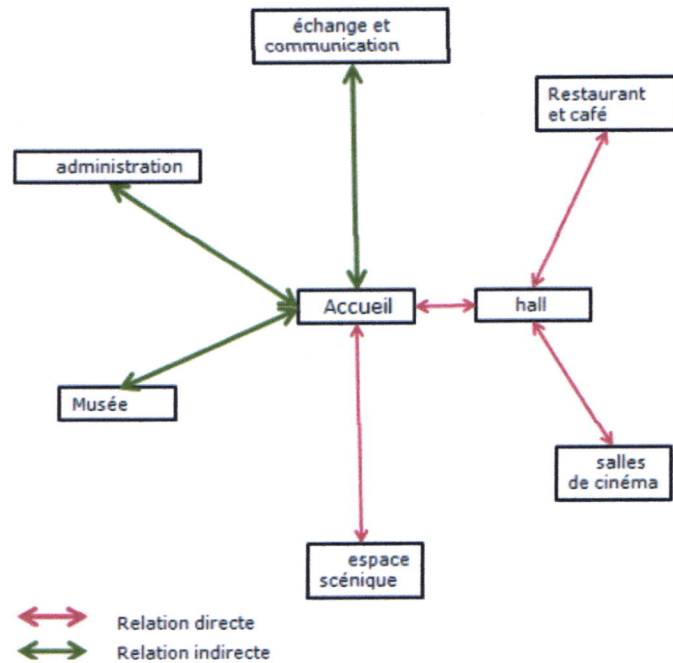 échange et
communication
Restaurant
et café
administration
Accueil
hall
Musée
salles
de cinéma
espace
scénique
Relation directe
Relation indirecte